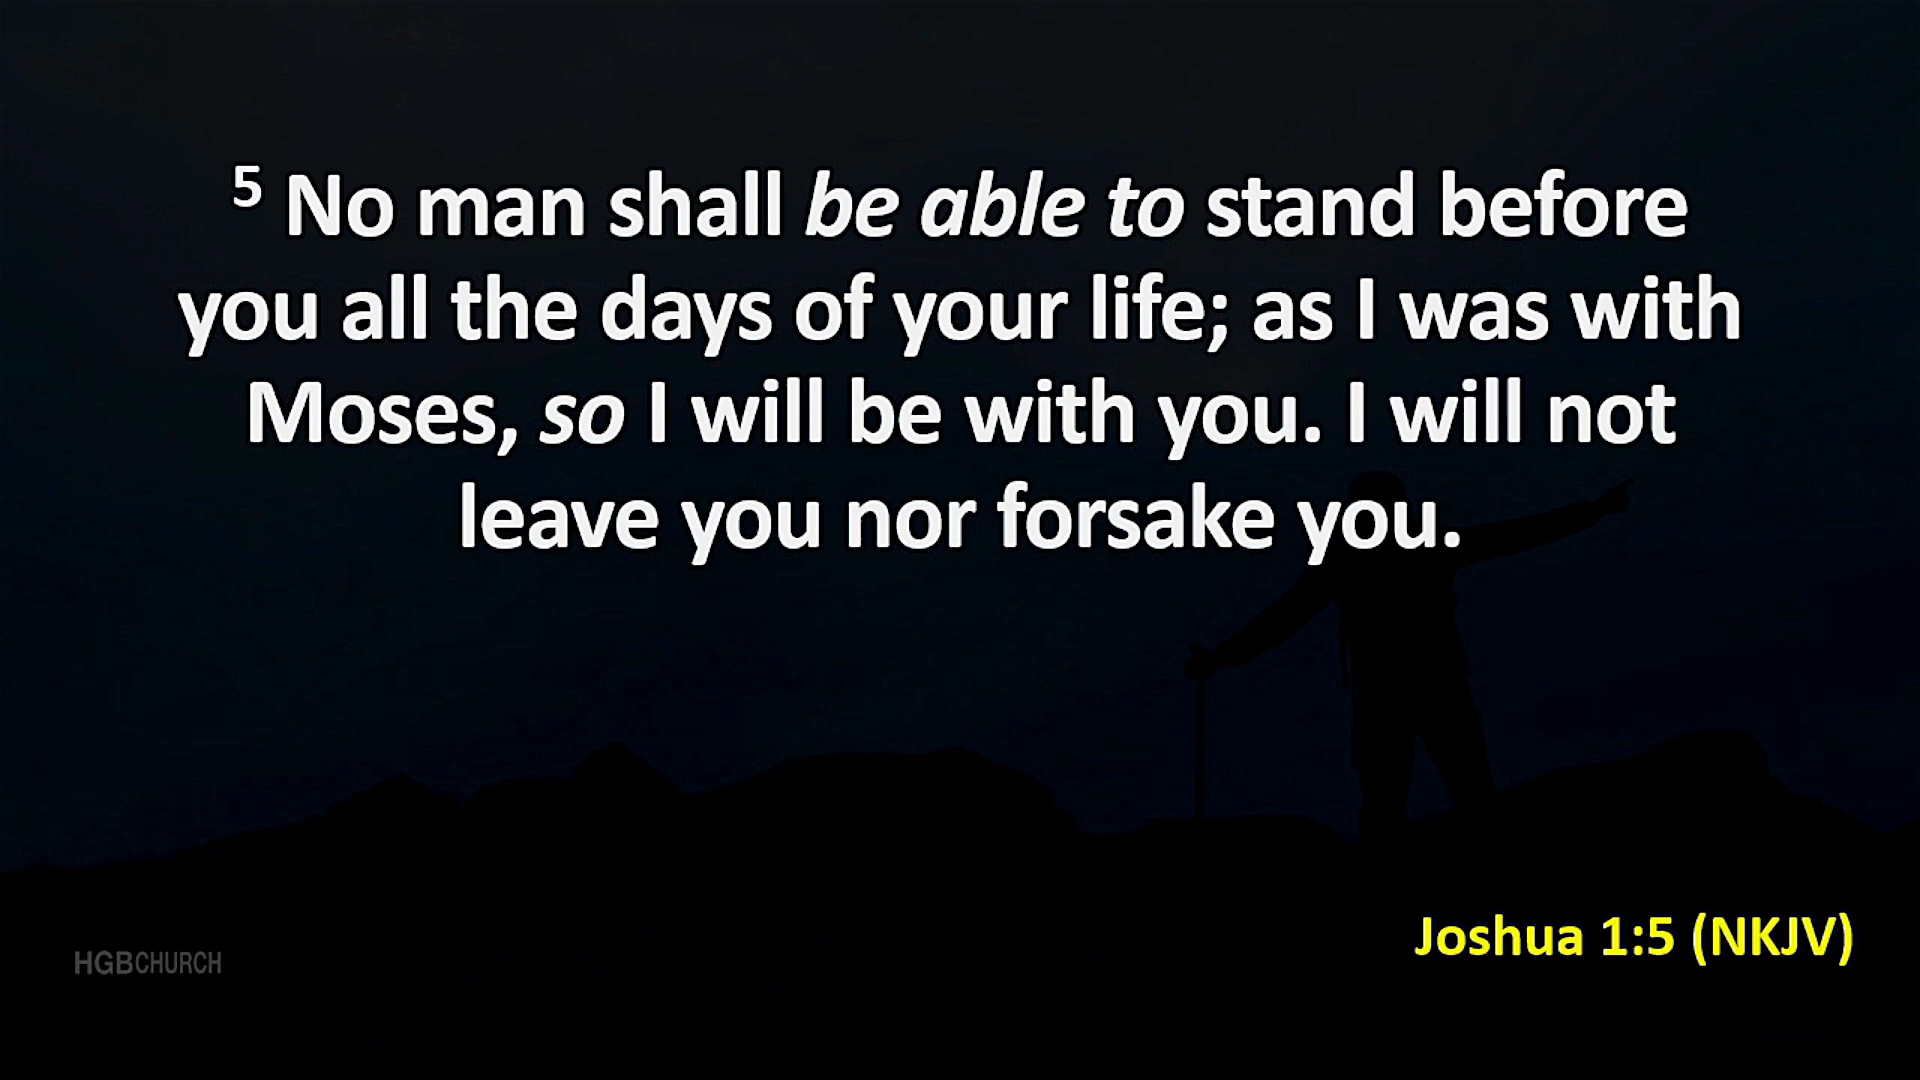 5 No man shall be able to stand before
you all the days of your life; as I was with
Moses, so I will be with you. I will not
leave you nor forsake you.
Joshua 1:5 (NKJV)
HGBCHURCH